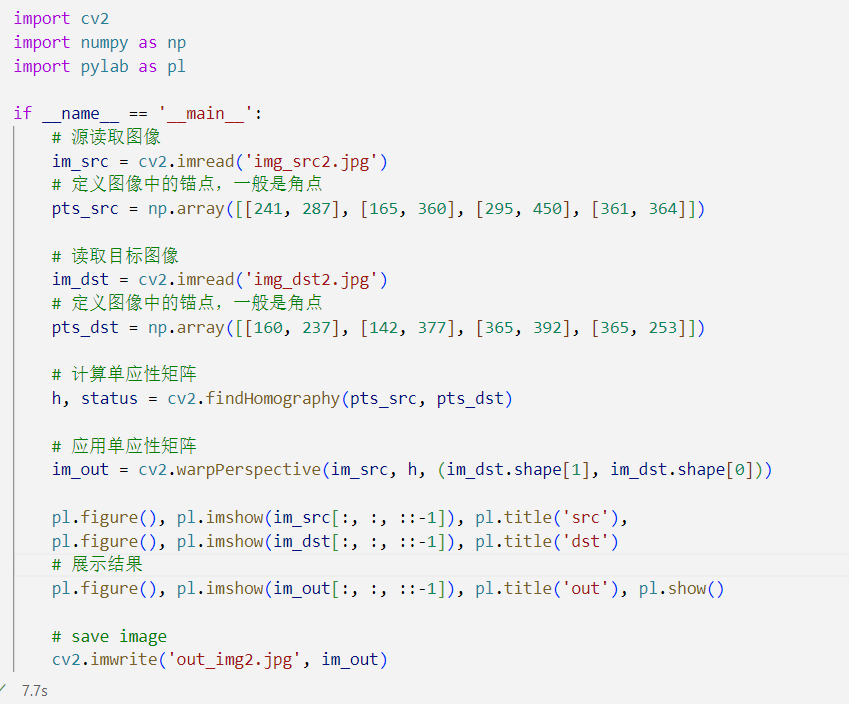 import cv2
import numpy as np
import pylab as pl

if __name__ == '__main__':
    # 源读取图像
    im_src = cv2.imread('img_src2.jpg')
    # 定义图像中的锚点，一般是角点
    pts_src = np.array([[241, 287], [165, 360], [295, 450], [361, 364]])

    # 读取目标图像
    im_dst = cv2.imread('img_dst2.jpg')
    # 定义图像中的锚点，一般是角点
    pts_dst = np.array([[160, 237], [142, 377], [365, 392], [365, 253]])

    # 计算单应性矩阵
    h, status = cv2.findHomography(pts_src, pts_dst)

    # 应用单应性矩阵
    im_out = cv2.warpPerspective(im_src, h, (im_dst.shape[1], im_dst.shape[0]))

    pl.figure(), pl.imshow(im_src[:, :, ::-1]), pl.title('src'),
    pl.figure(), pl.imshow(im_dst[:, :, ::-1]), pl.title('dst')
    # 展示结果
    pl.figure(), pl.imshow(im_out[:, :, ::-1]), pl.title('out'), pl.show()

    # save image
    cv2.imwrite('out_img2.jpg', im_out)
7.7s